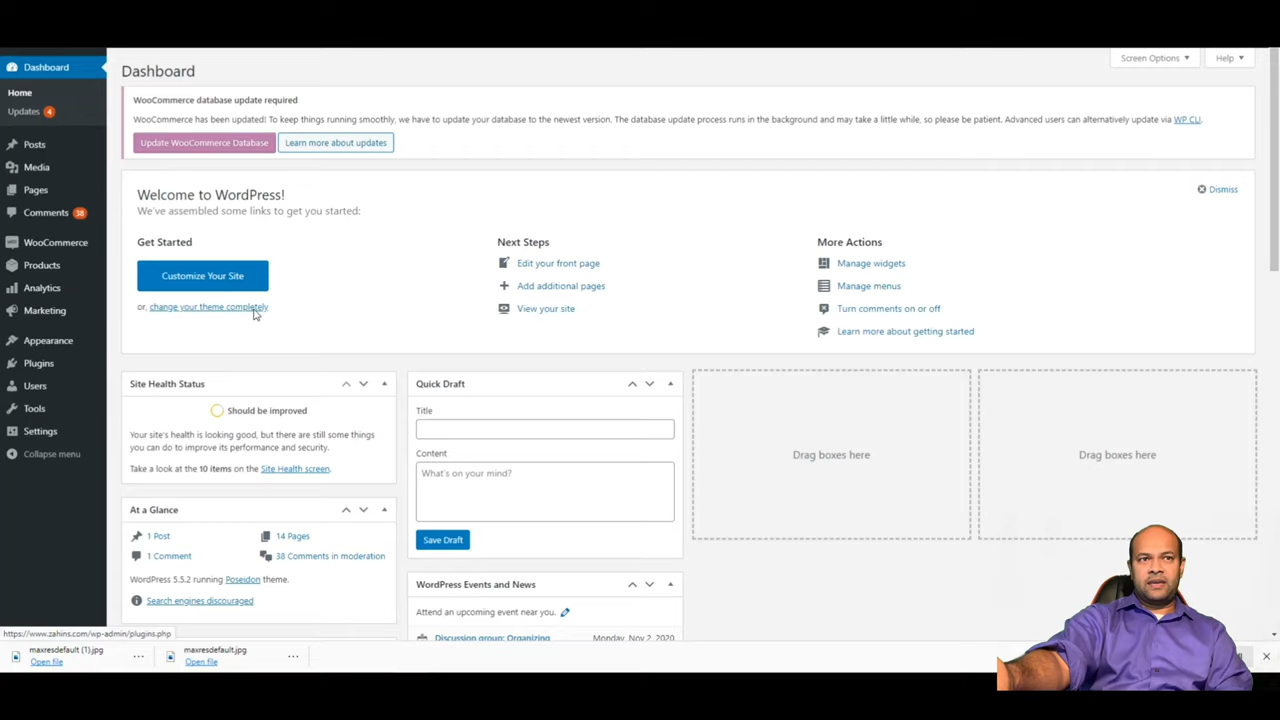 Dashboard
Home
Updates 4
Posts
Media
Pages
Comments 38
WooCommerce
Products
Analytics
Marketing
Appearance
Plugins
Users
Tools
Settings
Collapse menu
Screen Options
Help
Dashboard
WooCommerce database update required
WooCommerce has been updated! To keep things running smoothly, we have to update your database to the newest version. The database update process runs in the background and may take a little while, so please be patient. Advanced users can alternatively update via WP CLI.
Update WooCommerce Database
Learn more about updates
Welcome to WordPress!
Dismiss
We've assembled some links to get you started:
Get Started
Customize Your Site
or, change your theme completely
Next Steps
Edit your front page
Add additional pages
View your site
More Actions
Manage widgets
Manage menus
Turn comments on or off
Learn more about getting started
Site Health Status
Should be improved
Your site's health is looking good, but there are still some things
you can do to improve its performance and security.
Take a look at the 10 items on the Site Health screen.
At a Glance
1 Post
14 Pages
1 Comment
38 Comments in moderation
WordPress 5.5.2 running Poseidon theme.
Search engines discouraged
Quick Draft
Title
Content
What's on your mind?
Save Draft
WordPress Events and News
Attend an upcoming event near you.
Discussion group: Organizing
Monday, Nov 2, 2020
Drag boxes here
Drag boxes here
https://www.zahins.com/wp-admin/plugins.php
maxresdefault (1).jpg
Open file
maxresdefault.jpg
Open file